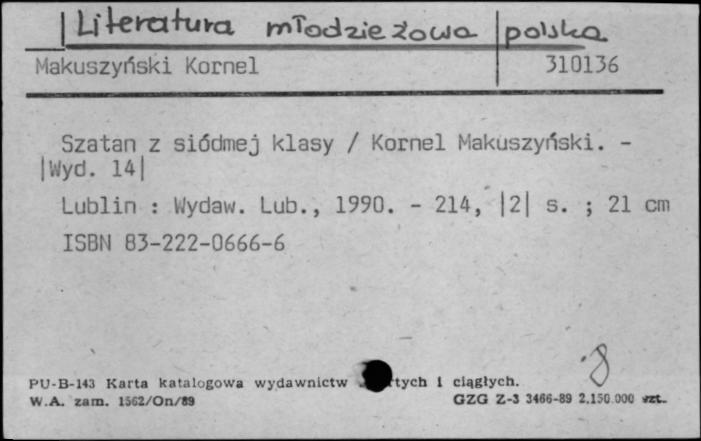 Literatura młodzieżowa polska
Makuszyński Kornel 310136
Szatan z siódmej klasy / Kornel Makuszyński. -
|Wyd. 14|
Lublin : Wydaw. Lub., 1990. - 214, |2| s. ; 21 cm
ISBN 83-222-0666-6
8
PU-B-143 Karta katalogowa wydawnictw tych i ciągłych.
W.A. zam. 1562/On/89 GZG Z-3 3466-89 2.150.000 szt.